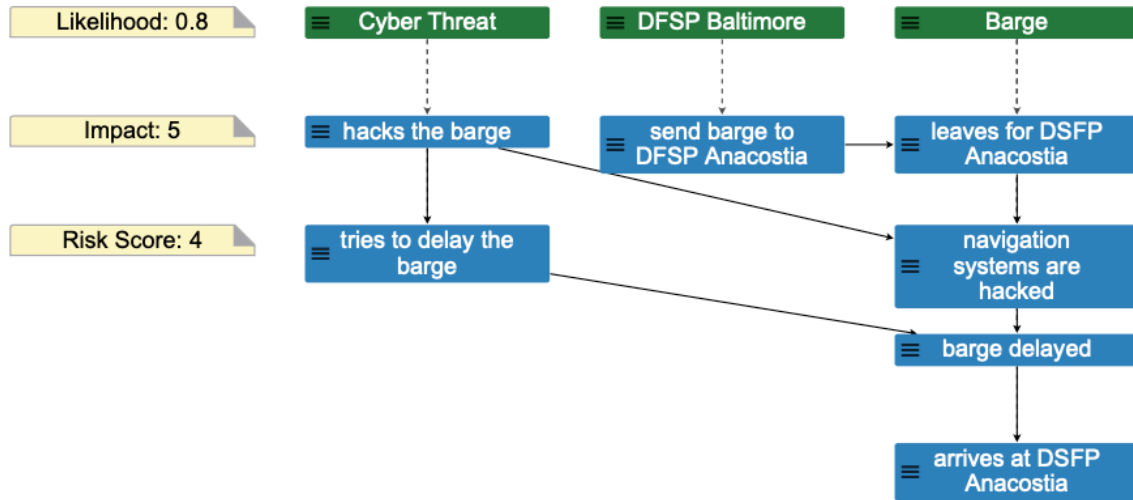 Likelihood: 0.8
Cyber Threat
DFSP Baltimore
Barge
Impact: 5
hacks the barge
send barge to
DFSP Anacostia
leaves for DSFP
Anacostia
Risk Score: 4
tries to delay the
barge
navigation
systems are
hacked
barge delayed
arrives at DSFP
Anacostia